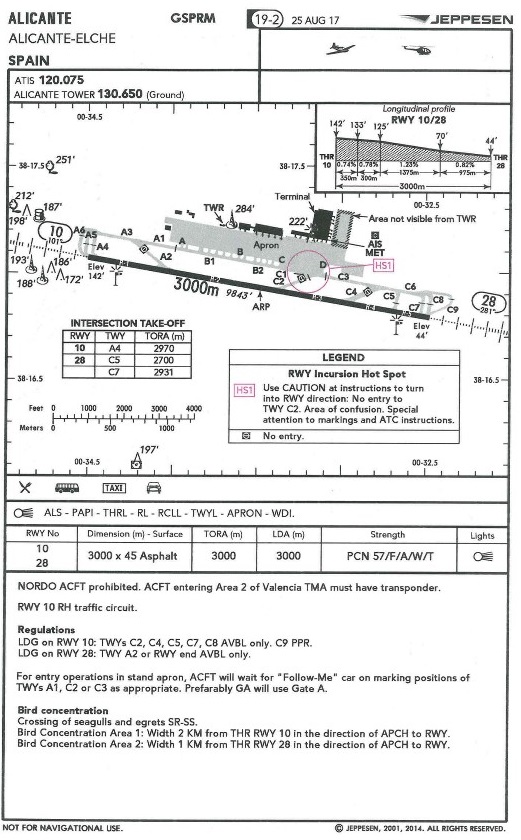 ALICANTE GSPRM 19-2 25 AUG 17 JEPPESEN
ALICANTE-ELCHE
SPAIN
ATIS 120.075
ALICANTE TOWER 130.650 (Ground)
00-34.5
Longitudinal profile
RWY 10/28
142' 133' 125' 70' 44'
THR 10 0.74% 0.78% 1.23% 0.82% THR 28
350m 300m 1375m 975m
3000m
38-17.5 251' 38-17.5
00-32.5
212'
198' 187'
Terminal
TWR 284' 222' Area not visible from TWR
10
101°
A6 A5 A4 A3 A1 A A2 Apron B B1 B2 C C1 C2 D C3 HS1
AIS
MET
193' 186'
188' 172'
Elev
142'
3000m 9843'
ARP
C4 C5 C6 C7 C8 C9
28
281°
Elev
44'
INTERSECTION TAKE-OFF
RWY TWY TORA (m)
10 A4 2970
28 C5 2700
C7 2931
38-16.5 38-16.5
LEGEND
RWY Incursion Hot Spot
HS1 Use CAUTION at instructions to turn
into RWY direction: No entry to
TWY C2. Area of confusion. Special
attention to markings and ATC instructions.
No entry.
Feet 0 1000 2000 3000 4000
Meters 0 500 1000
197'
00-34.5 00-32.5
TAXI
ALS - PAPI - THRL - RL - RCLL - TWYL - APRON - WDI.
RWY No Dimension (m) - Surface TORA (m) LDA (m) Strength Lights
10
28 3000 x 45 Asphalt 3000 3000 PCN 57/F/A/W/T
NORDO ACFT prohibited. ACFT entering Area 2 of Valencia TMA must have transponder.
RWY 10 RH traffic circuit.
Regulations
LDG on RWY 10: TWYs C2, C4, C5, C7, C8 AVBL only. C9 PPR.
LDG on RWY 28: TWY A2 or RWY end AVBL only.
For entry operations in stand apron, ACFT will wait for "Follow-Me" car on marking positions of
TWYs A1, C2 or C3 as appropriate. Prefarably GA will use Gate A.
Bird concentration
Crossing of seagulls and egrets SR-SS.
Bird Concentration Area 1: Width 2 KM from THR RWY 10 in the direction of APCH to RWY.
Bird Concentration Area 2: Width 1 KM from THR RWY 28 in the direction of APCH to RWY.
NOT FOR NAVIGATIONAL USE. © JEPPESEN, 2001, 2014. ALL RIGHTS RESERVED.